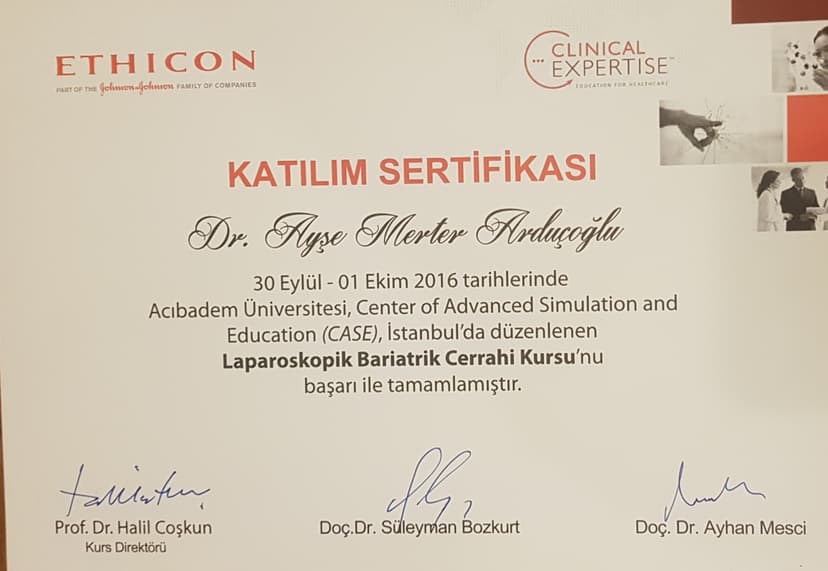 ETHICON
PART OF THE Johnson & Johnson FAMILY OF COMPANIES
CLINICAL
EXPERTISE™
EDUCATION FOR HEALTHCARE
KATILIM SERTİFİKASI
Dr. Ayşe Merter Arduçoğlu
30 Eylül - 01 Ekim 2016 tarihlerinde
Acıbadem Üniversitesi, Center of Advanced Simulation and
Education (CASE), İstanbul'da düzenlenen
Laparoskopik Bariatrik Cerrahi Kursu'nu
başarı ile tamamlamıştır.
Prof. Dr. Halil Coşkun
Kurs Direktörü
Doç.Dr. Süleyman Bozkurt
Doç. Dr. Ayhan Mesci